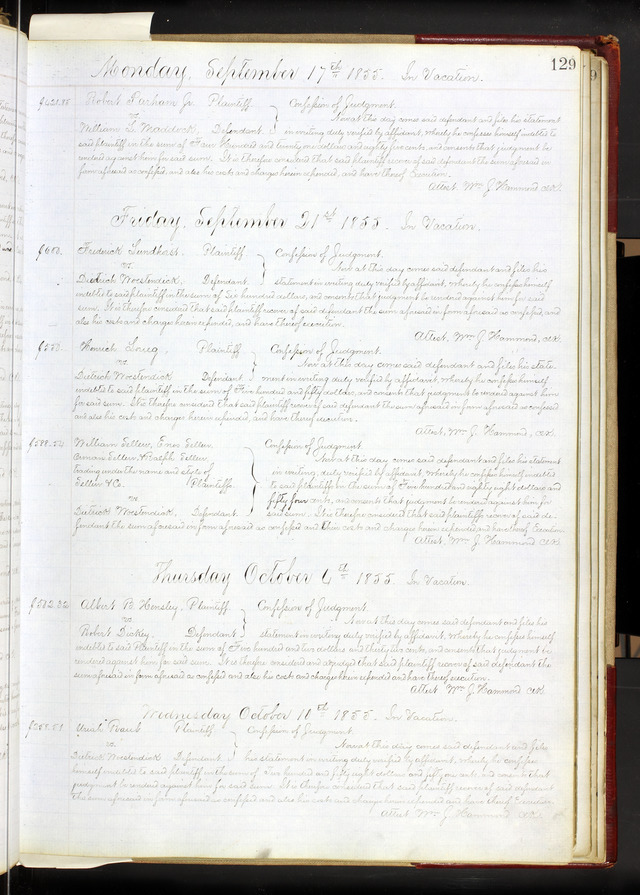 129
Monday, September 17th 1855. In Vacation.
$421.85 Robert Parham Jr. Plaintiff Confession of Judgment.
vs Now at this day comes said defendant and files his statement
William L. Maddock, Defendant. in writing duly verified by affidavit, whereby he confesses himself indebted to
said plaintiff in the sum of Four Hundred and twenty one dollars and eighty five cents, and consents that judgment be
rendered against him for said sum. It is therefore considered that said plaintiff recover of said defendant the sum aforesaid in
form aforesaid confessed, and also his costs and charges herein expended, and have thereof Execution.
Attest. Wm J. Hammond, clk.
Friday, September 21st 1855. In Vacation.
$600. Frederick Plaintiff Confession of Judgment.
vs. Now at this day comes said defendant and files his
Dietrich Woestendick, Defendant. statement in writing duly verified by affidavit, whereby he confesses himself
indebted to said plaintiff in the sum of Six hundred dollars, and consents that judgment be rendered against him for said
sum. It is therefore considered that said plaintiff recover of said defendant the sum aforesaid in form aforesaid so confessed, and
also his costs and charges herein expended, and have thereof execution.
Attest, Wm J. Hammond, clk.
$550. Plaintiff. Confession of Judgment.
vs. Now at this day comes said defendant and files his state
Dietrich Woestendick Defendant ment in writing duly verified by affidavit, whereby he confesses himself
indebted to said plaintiff in the sum of Five hundred and fifty dollars, and consents that judgment be rendered against him
for said sum. It is therefore considered that said plaintiff recover of said defendant the sum aforesaid in form aforesaid so confessed
and also his costs and charges herein expended, and have thereof execution.
Attest, Wm J. Hammond, clk.
$588.54 William Sellers, Enos Sellers Confession of Judgment
Sellers, & Ralph Sellers, Now at this day comes said defendant and files his statement
trading under the name and style of in writing duly verified by affidavit, whereby he confesses himself indebted
Sellers & Co. Plaintiffs. to said plaintiffs in the sum of Five hundred and eighty eight dollars and
vs fifty four cents, and consents that judgment be rendered against him for
Dietrick Woestendick, Defendant. said sum. It is therefore considered that said plaintiffs recover of said de-
fendant the sum aforesaid in form aforesaid so confessed and their costs and charges herein expended, and have thereof Execution.
Attest, Wm J. Hammond clk.
Thursday October 4th 1855. In Vacation.
$502.32 Albert B. Hensley, Plaintiff. Confession of Judgment.
vs. Now at this day comes said defendant and files his
Robert Dickey. Defendant statement in writing duly verified by affidavit, whereby he confesses himself
indebted to said Plaintiff in the sum of Five hundred and two dollars and thirty two cents, and consents that judgment be
rendered against him for said sum. It is therefore considered and adjudged that said plaintiff recover of said defendant the
sum aforesaid in form aforesaid so confessed and also his costs and charges herein expended and have thereof execution.
Attest Wm J. Hammond clk.
Wednesday October 10th 1855. In Vacation.
Uriah Plaintiff Confession of Judgment.
vs. Now at this day comes said defendant and files
Dietrick Woestendick Defendant his statement in writing duly verified by affidavit, whereby he confesses
himself indebted to said plaintiff in the sum of hundred and fifty eight dollars and cents, and consents that
judgment be rendered against him for said sum. It is therefore considered that said plaintiff recover of said defendant
the sum aforesaid in form aforesaid so confessed and also his costs and charges herein expended and have thereof Execution.
Attest Wm J. Hammond clk.